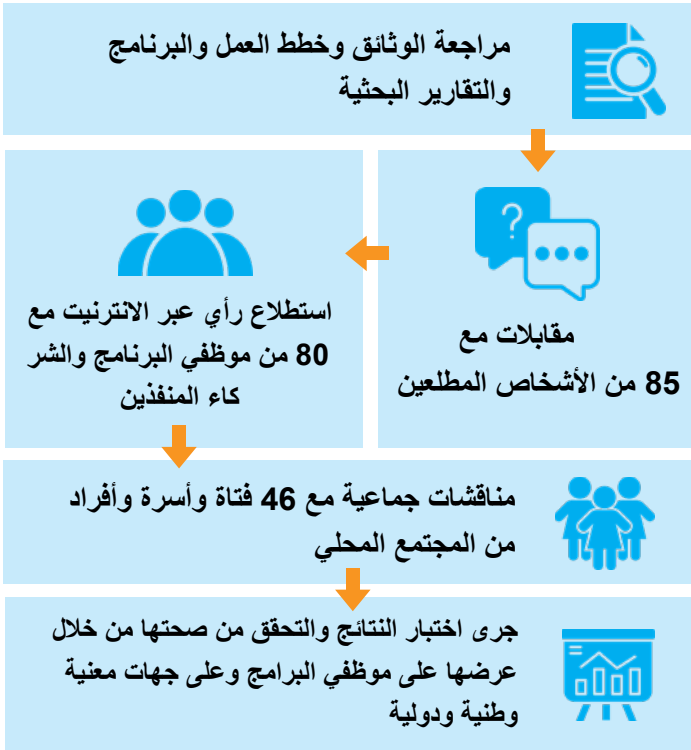 مراجعة الوثائق وخطط العمل والبرنامج
والتقارير البحثية
?
مقابلات مع
85 من الأشخاص المطلعين
استطلاع رأي عبر الانترنيت مع
80 من موظفي البرنامج والشر
كاء المنفذين
مناقشات جماعية مع 46 فتاة وأسرة وأفراد
من المجتمع المحلي
جرى اختبار النتائج والتحقق من صحتها من خلال
عرضها على موظفي البرامج وعلى جهات معنية
وطنية ودولية